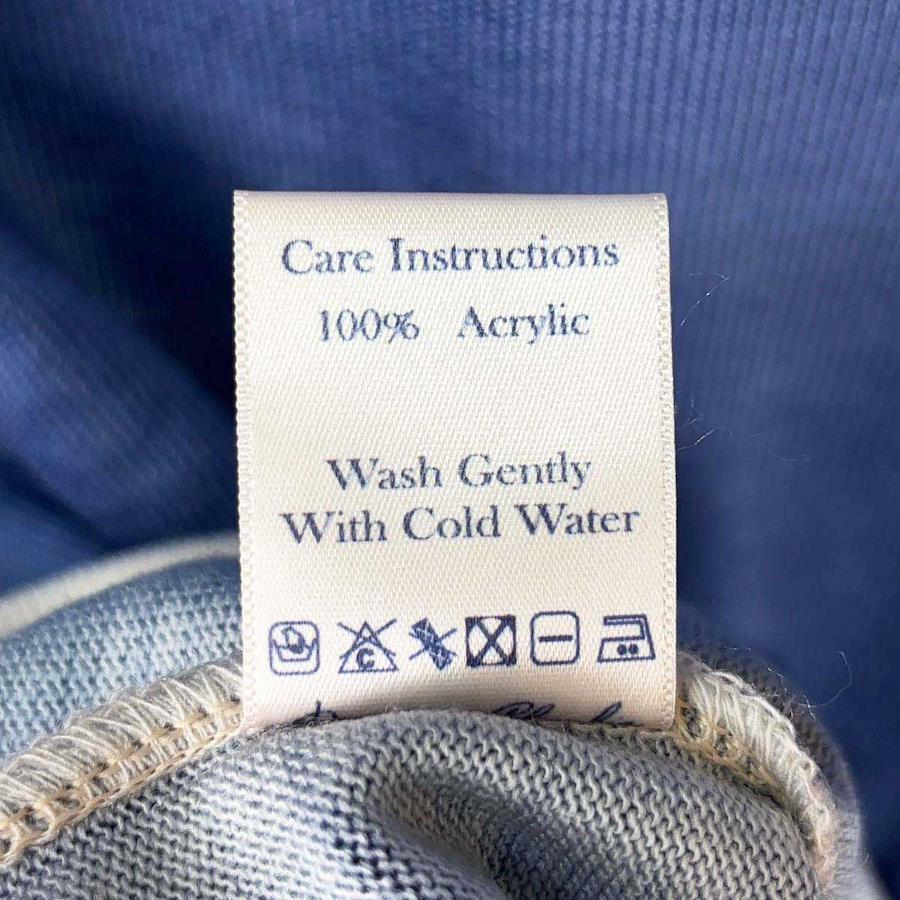 Care Instructions
100% Acrylic
Wash Gently
With Cold Water
C